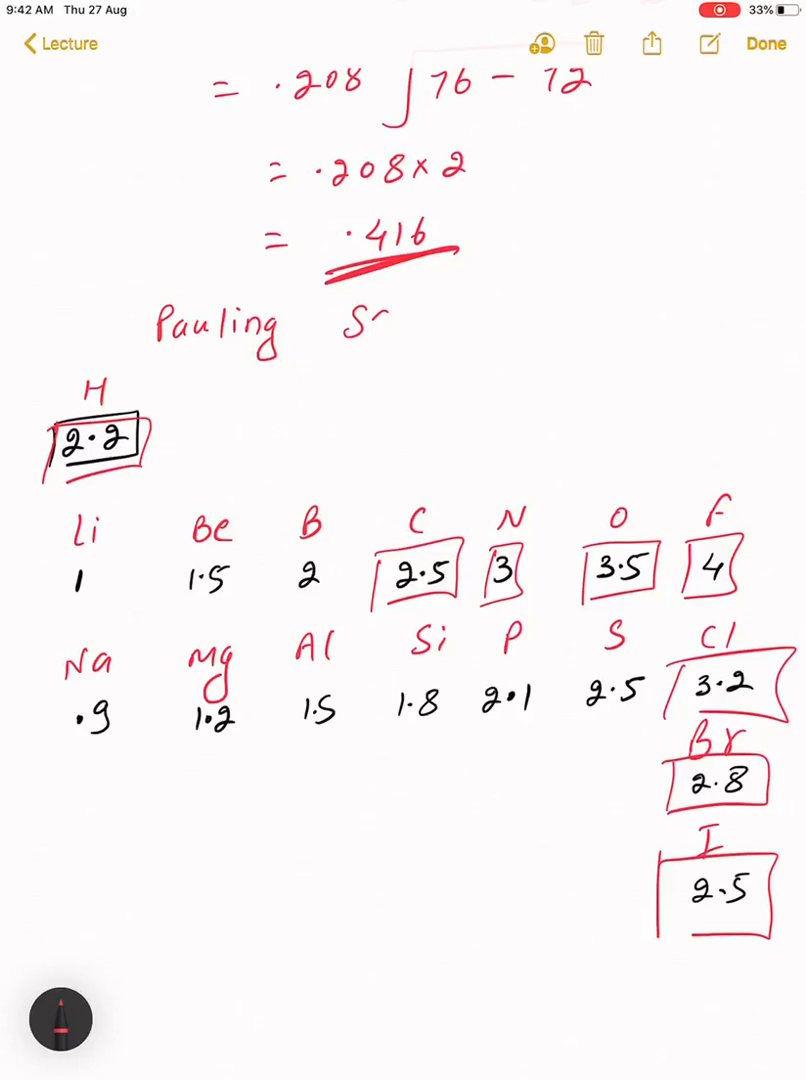 9:42 AM Thu 27 Aug 33%
Lecture Done
= .208 √76 - 72
= .208 × 2
= .416
Pauling
H
2.2
Li Be B C N O F
1 1.5 2 2.5 3 3.5 4
Na Mg Al Si P S Cl
.9 1.2 1.5 1.8 2.1 2.5 3.2
Br
2.8
I
2.5